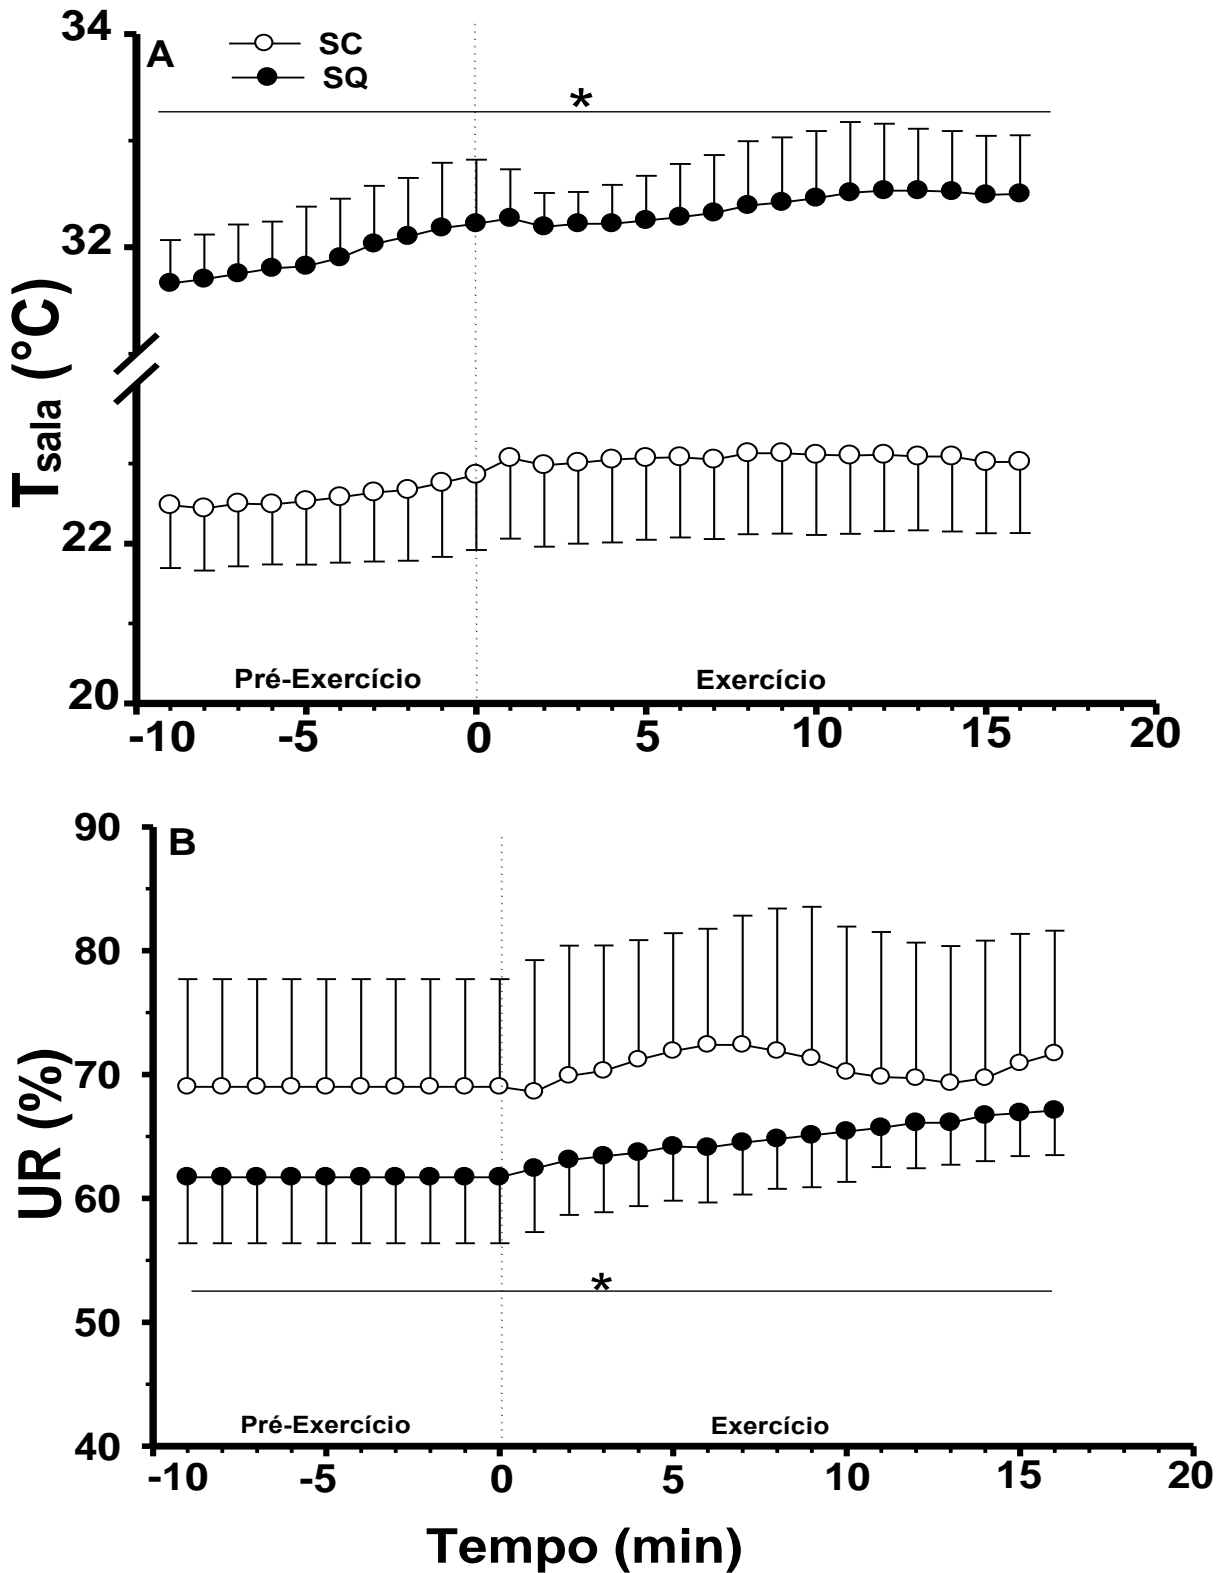 34
A
SC
SQ
*
32
Tsala (°C)
22
Pré-Exercício
Exercício
20
-10 -5 0 5 10 15 20
90
B
80
70
UR (%)
60
*
50
Pré-Exercício
Exercício
40
-10 -5 0 5 10 15 20
Tempo (min)